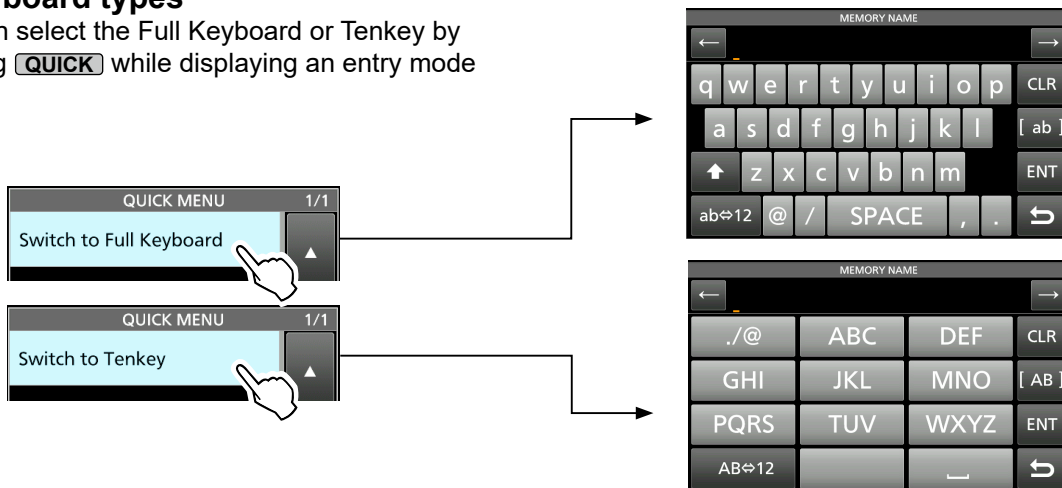 board types
select the Full Keyboard or Tenkey by
QUICK while displaying an entry mode
QUICK MENU 1/1
Switch to Full Keyboard
▲
QUICK MENU 1/1
Switch to Tenkey
▲
MEMORY NAME
← →
q w e r t y u i o p CLR
a s d f g h j k l [ ab ]
z x c v b n m ENT
ab⇔12 @ / SPACE , .
MEMORY NAME
← →
./@ ABC DEF CLR
GHI JKL MNO [ AB ]
PQRS TUV WXYZ ENT
AB⇔12